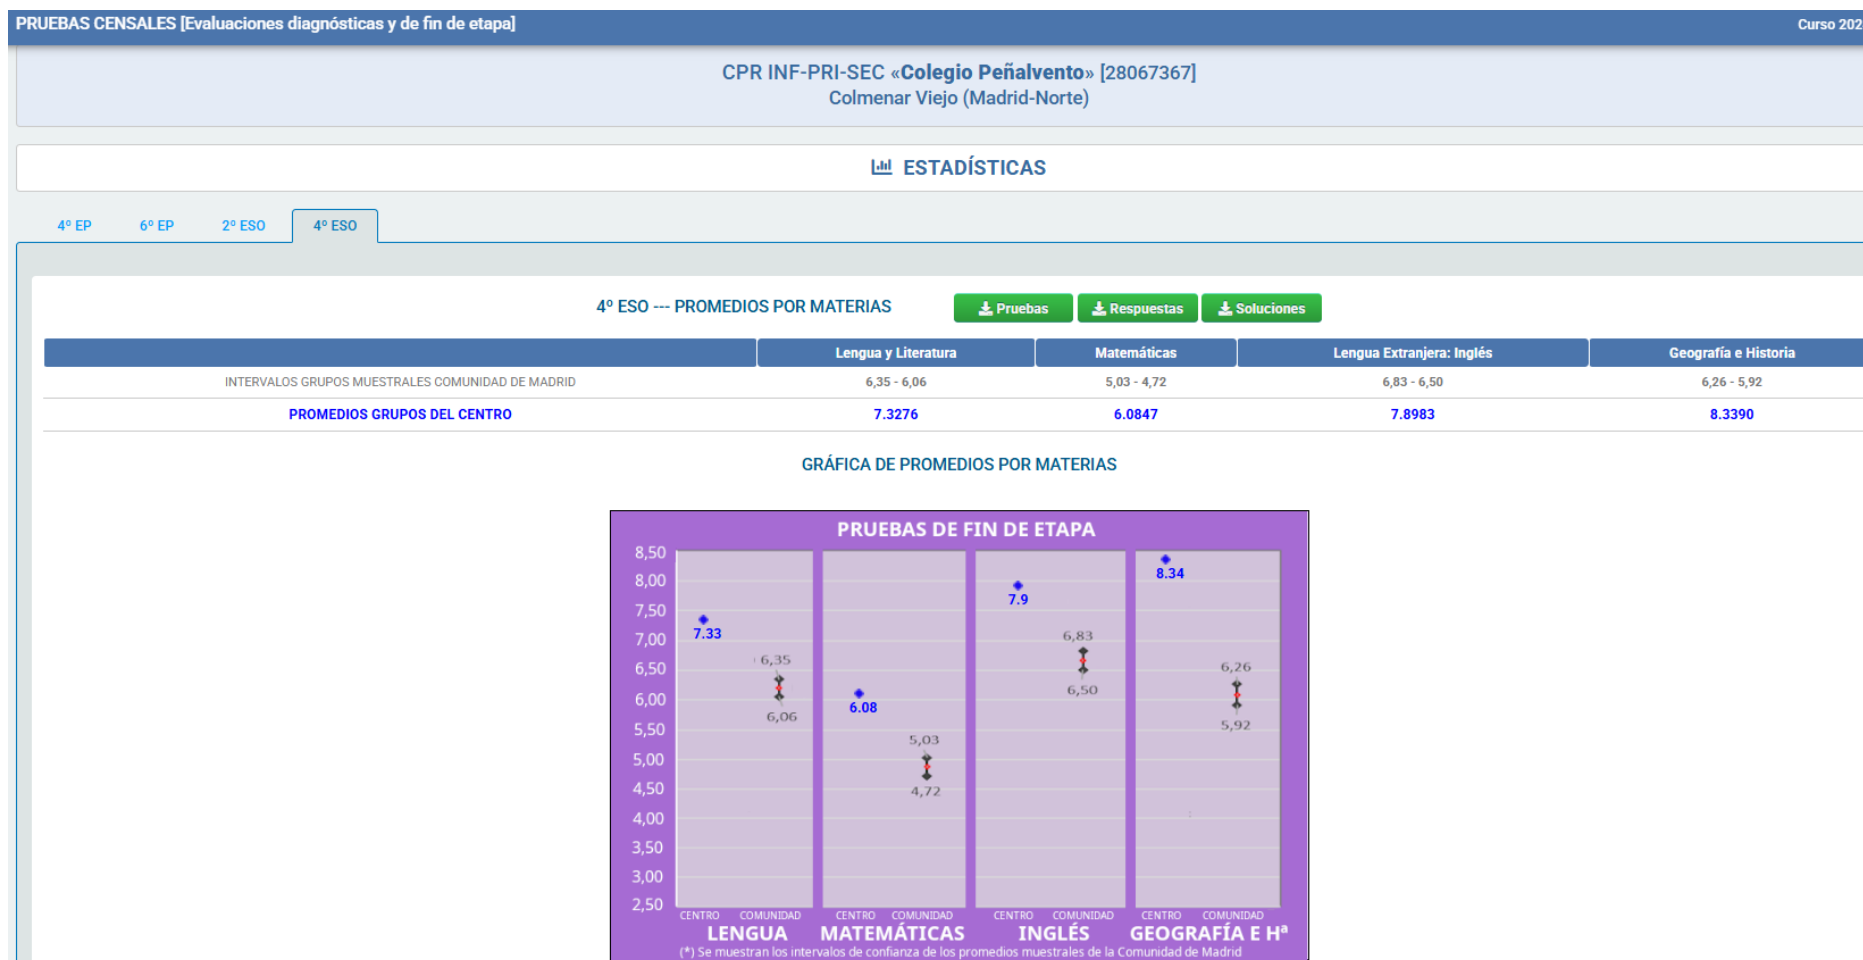 PRUEBAS CENSALES [Evaluaciones diagnósticas y de fin de etapa] Curso 202
CPR INF-PRI-SEC «Colegio Peñalvento» [28067367]
Colmenar Viejo (Madrid-Norte)
ESTADÍSTICAS
4º EP 6º EP 2º ESO 4º ESO
4º ESO --- PROMEDIOS POR MATERIAS Pruebas Respuestas Soluciones
Lengua y Literatura Matemáticas Lengua Extranjera: Inglés Geografía e Historia
INTERVALOS GRUPOS MUESTRALES COMUNIDAD DE MADRID 6,35 - 6,06 5,03 - 4,72 6,83 - 6,50 6,26 - 5,92
PROMEDIOS GRUPOS DEL CENTRO 7.3276 6.0847 7.8983 8.3390
GRÁFICA DE PROMEDIOS POR MATERIAS
PRUEBAS DE FIN DE ETAPA
8,50
8.34
8,00
7.9
7,50
7.33
7,00
6,83
6,50
6,35
6,50
6,26
6,00
6,06
6.08
5,92
5,50
5,03
5,00
4,50
4,72
4,00
3,50
3,00
2,50
CENTRO COMUNIDAD CENTRO COMUNIDAD CENTRO COMUNIDAD CENTRO COMUNIDAD
LENGUA MATEMÁTICAS INGLÉS GEOGRAFÍA E Hª
(*) Se muestran los intervalos de confianza de los promedios muestrales de la Comunidad de Madrid